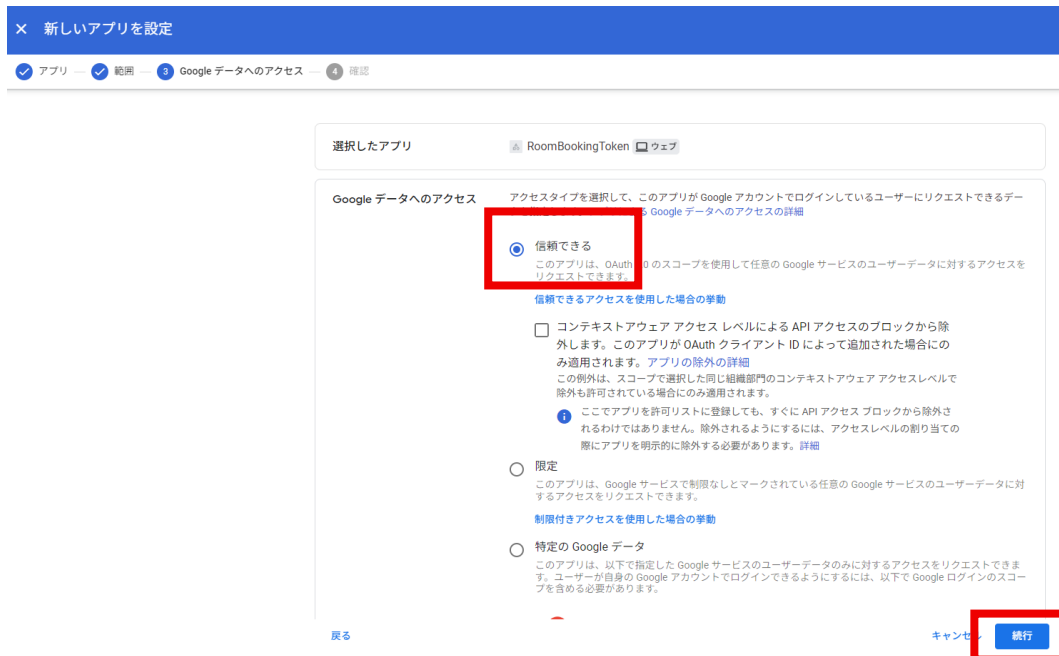 × 新しいアプリを設定
アプリ 範囲 3 Google データへのアクセス 4 確認
選択したアプリ RoomBookingToken ウェブ
Google データへのアクセス アクセスタイプを選択して、このアプリが Google アカウントでログインしているユーザーにリクエストできるデー
Google データへのアクセスの詳細
信頼できる
このアプリは、OAuth .0 のスコープを使用して任意の Google サービスのユーザーデータに対するアクセスを
リクエストできます。
信頼できるアクセスを使用した場合の挙動
コンテキストアウェア アクセス レベルによる API アクセスのブロックから除
外します。このアプリが OAuth クライアント ID によって追加された場合にの
み適用されます。アプリの除外の詳細
この例外は、スコープで選択した同じ組織部門のコンテキストアウェア アクセスレベルで
除外も許可されている場合にのみ適用されます。
ここでアプリを許可リストに登録しても、すぐに API アクセス ブロックから除外さ
れるわけではありません。除外されるようにするには、アクセスレベルの割り当ての
際にアプリを明示的に除外する必要があります。詳細
限定
このアプリは、Google サービスで制限なしとマークされている任意の Google サービスのユーザーデータに対
するアクセスをリクエストできます。
制限付きアクセスを使用した場合の挙動
特定の Google データ
このアプリは、以下で指定した Google サービスのユーザーデータのみに対するアクセスをリクエストできま
す。ユーザーが自身の Google アカウントでログインできるようにするには、以下で Google ログインのスコー
プを含める必要があります。
戻る キャンセル 続行